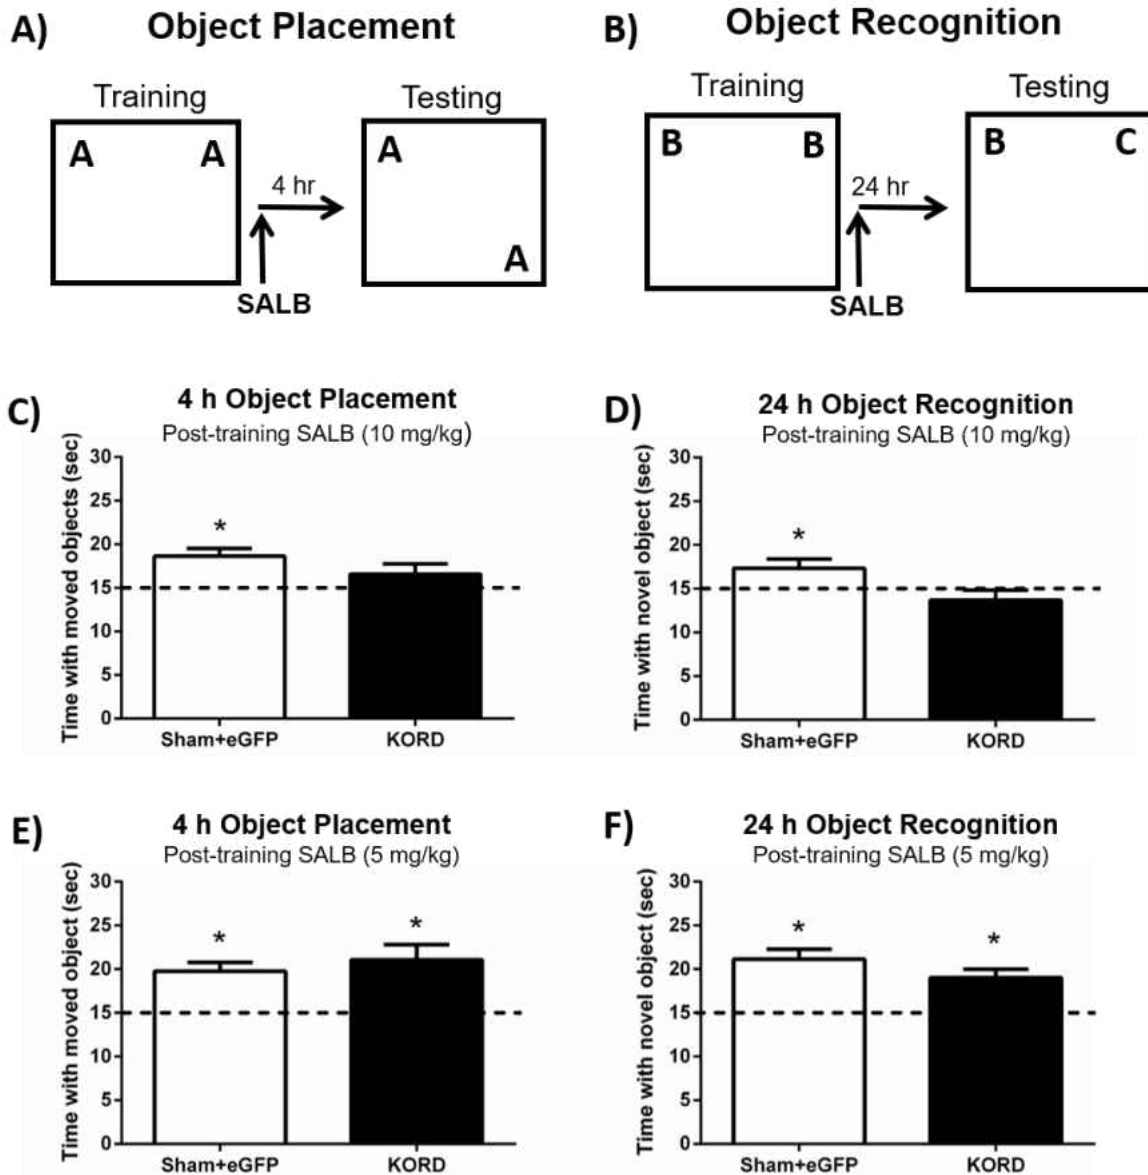 A) Object Placement
Training
Testing
A A
4 hr
SALB
A
A
B) Object Recognition
Training
Testing
B B
24 hr
SALB
B C
C)
4 h Object Placement
Post-training SALB (10 mg/kg)
Time with moved objects (sec)
30
25
20
15
10
5
0
*
Sham+eGFP KORD
D)
24 h Object Recognition
Post-training SALB (10 mg/kg)
Time with novel object (sec)
30
25
20
15
10
5
0
*
Sham+eGFP KORD
E)
4 h Object Placement
Post-training SALB (5 mg/kg)
Time with moved object (sec)
30
25
20
15
10
5
0
* *
Sham+eGFP KORD
F)
24 h Object Recognition
Post-training SALB (5 mg/kg)
Time with novel object (sec)
30
25
20
15
10
5
0
* *
Sham+eGFP KORD